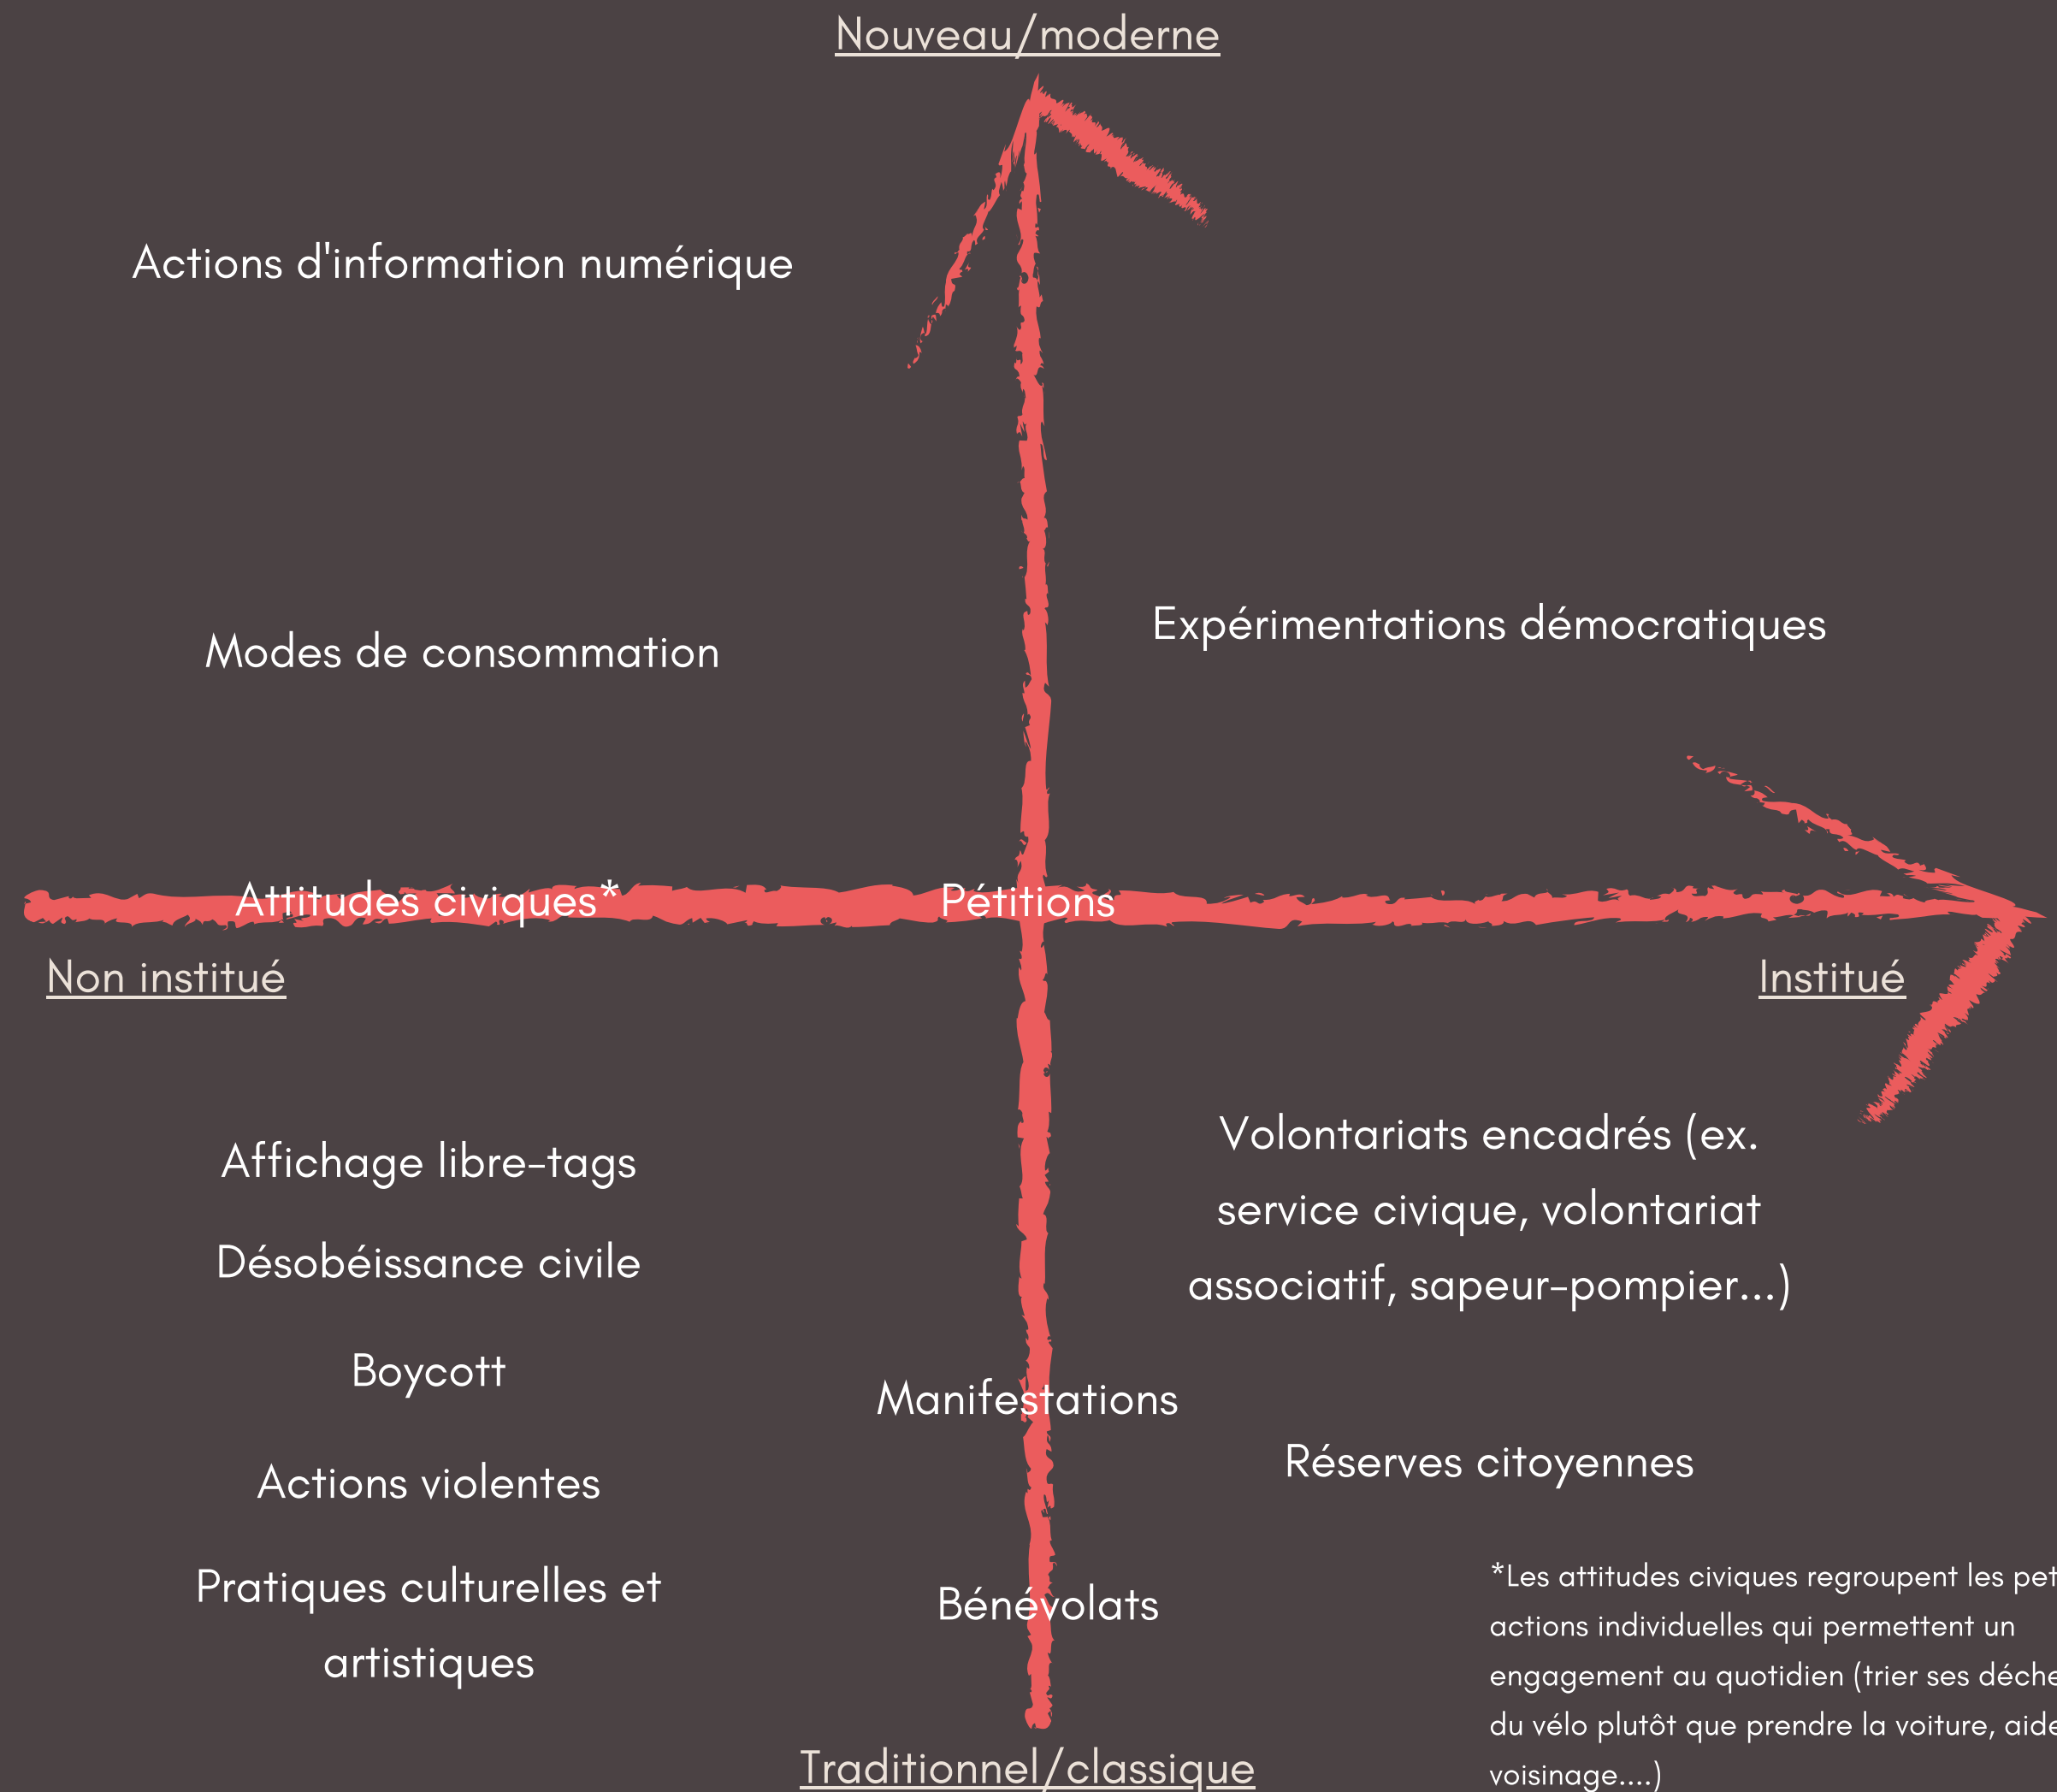 Nouveau/moderne
Actions d'information numérique
Expérimentations démocratiques
Modes de consommation
Attitudes civiques*
Pétitions
Non institué
Institué
Affichage libre-tags
Désobéissance civile
Boycott
Actions violentes
Pratiques culturelles et
artistiques
Manifestations
Bénévolats
Volontariats encadrés (ex.
service civique, volontariat
associatif, sapeur-pompier...)
Réserves citoyennes
*Les attitudes civiques regroupent les
actions individuelles qui permettent un
engagement au quotidien (trier ses
du vélo plutôt que prendre la voiture,
voisinage....)
Traditionnel/classique